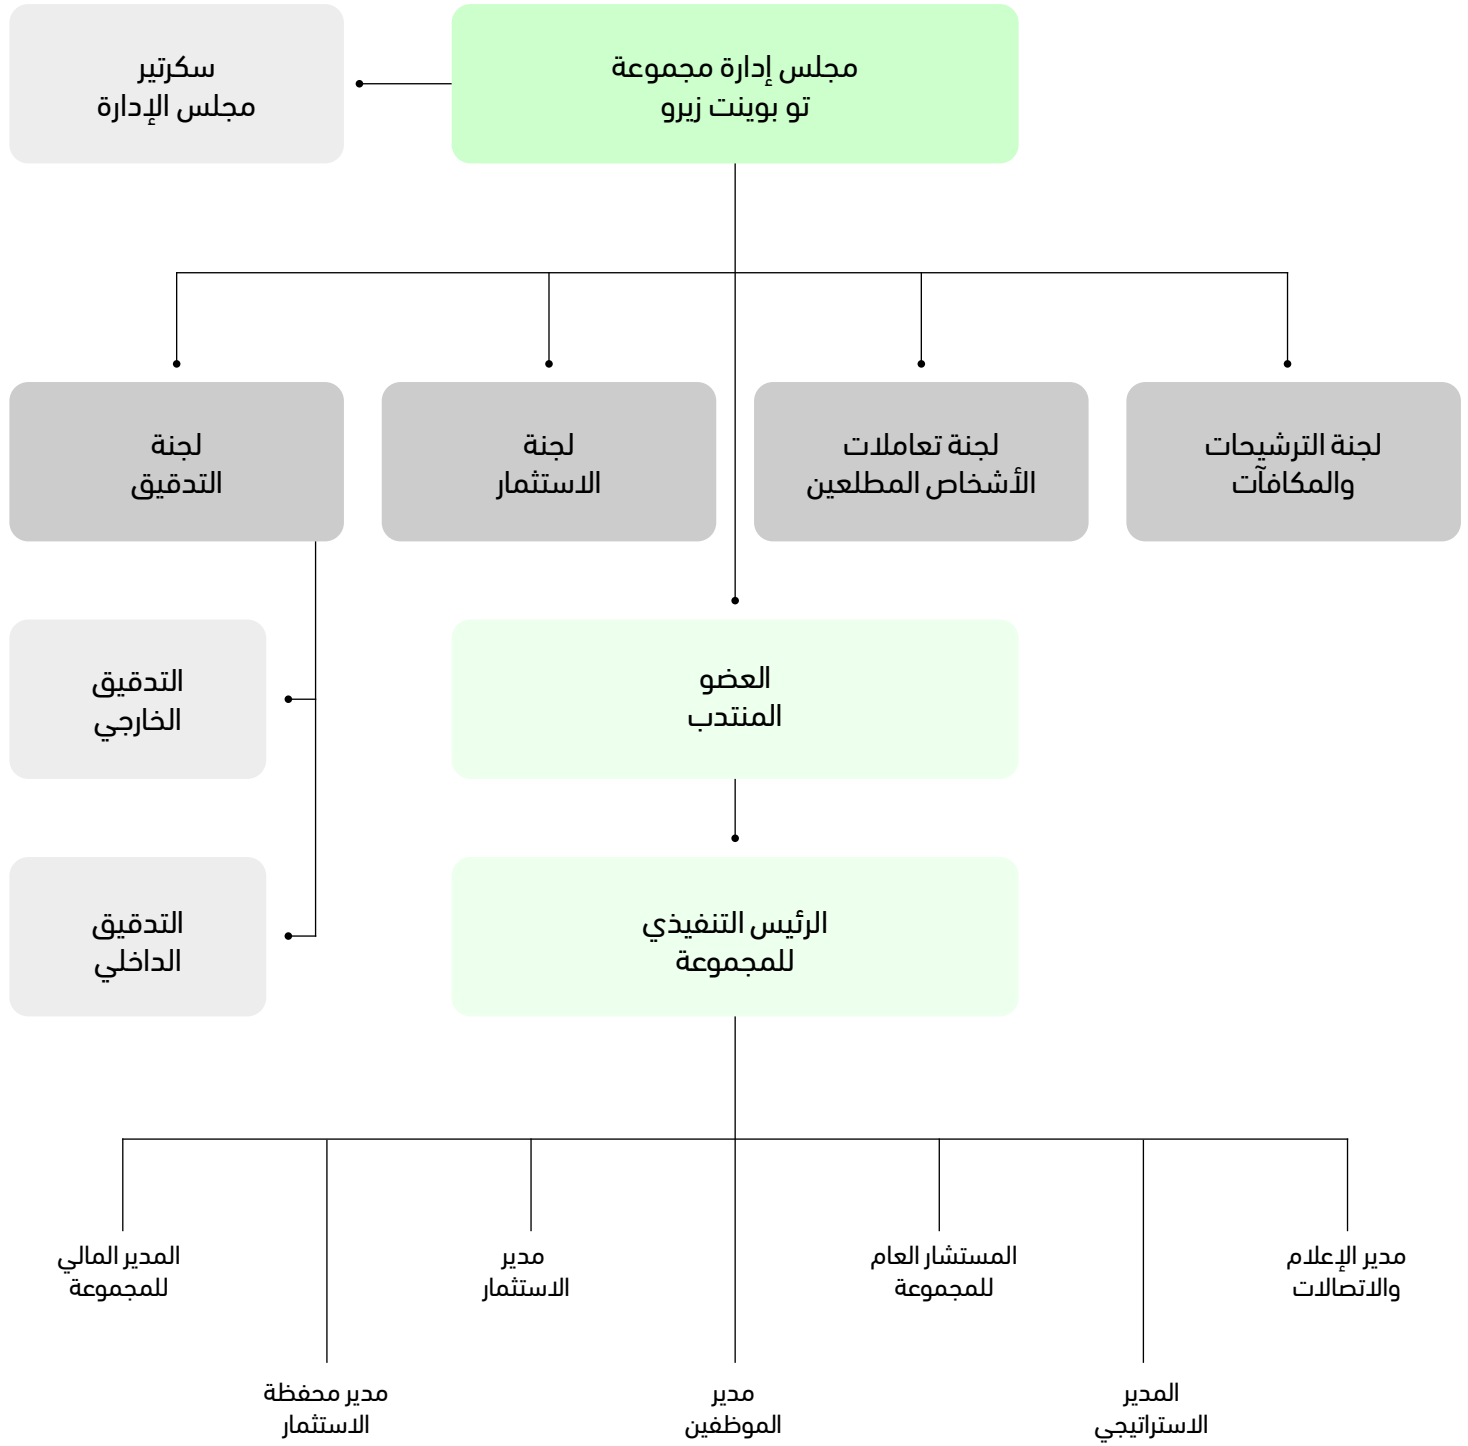 مجلس إدارة مجموعة
تو بوينت زيرو
سكرتير
مجلس الإدارة
لجنة الترشيحات
والمكافآت
لجنة تعاملات
الأشخاص المطلعين
لجنة
الاستثمار
لجنة
التدقيق
العضو
المنتدب
التدقيق
الخارجي
الرئيس التنفيذي
للمجموعة
التدقيق
الداخلي
مدير الإعلام
والاتصالات
المستشار العام
للمجموعة
مدير
الاستثمار
المدير المالي
للمجموعة
المدير
الاستراتيجي
مدير
الموظفين
مدير محفظة
الاستثمار